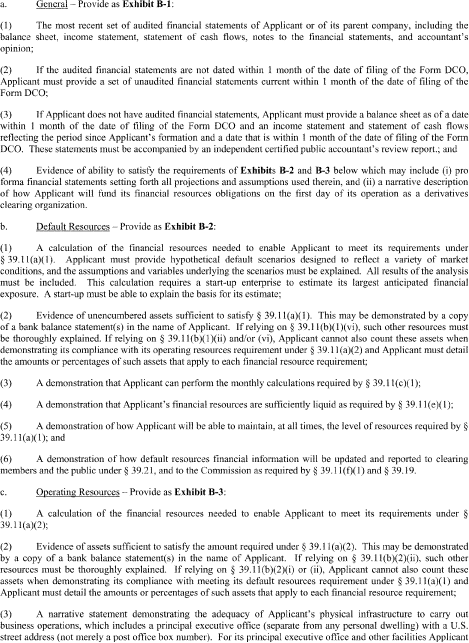 a. General – Provide as Exhibit B-1:
(1) The most recent set of audited financial statements of Applicant or of its parent company, including the
balance sheet, income statement, statement of cash flows, notes to the financial statements, and accountant's
opinion;
(2) If the audited financial statements are not dated within 1 month of the date of filing of the Form DCO,
Applicant must provide a set of unaudited financial statements current within 1 month of the date of filing of the
Form DCO;
(3) If Applicant does not have audited financial statements, Applicant must provide a balance sheet as of a date
within 1 month of the date of filing of the Form DCO and an income statement and statement of cash flows
reflecting the period since Applicant's formation and a date that is within 1 month of the date of filing of the Form
DCO. These statements must be accompanied by an independent certified public accountant's review report.; and
(4) Evidence of ability to satisfy the requirements of Exhibits B-2 and B-3 below which may include (i) pro
forma financial statements setting forth all projections and assumptions used therein, and (ii) a narrative description
of how Applicant will fund its financial resources obligations on the first day of its operation as a derivatives
clearing organization.
b. Default Resources – Provide as Exhibit B-2:
(1) A calculation of the financial resources needed to enable Applicant to meet its requirements under
§ 39.11(a)(1). Applicant must provide hypothetical default scenarios designed to reflect a variety of market
conditions, and the assumptions and variables underlying the scenarios must be explained. All results of the analysis
must be included. This calculation requires a start-up enterprise to estimate its largest anticipated financial
exposure. A start-up must be able to explain the basis for its estimate;
(2) Evidence of unencumbered assets sufficient to satisfy § 39.11(a)(1). This may be demonstrated by a copy
of a bank balance statement(s) in the name of Applicant. If relying on § 39.11(b)(1)(vi), such other resources must
be thoroughly explained. If relying on § 39.11(b)(1)(ii) and/or (vi), Applicant cannot also count these assets when
demonstrating its compliance with its operating resources requirement under § 39.11(a)(2) and Applicant must detail
the amounts or percentages of such assets that apply to each financial resource requirement;
(3) A demonstration that Applicant can perform the monthly calculations required by § 39.11(c)(1);
(4) A demonstration that Applicant's financial resources are sufficiently liquid as required by § 39.11(e)(1);
(5) A demonstration of how Applicant will be able to maintain, at all times, the level of resources required by §
39.11(a)(1); and
(6) A demonstration of how default resources financial information will be updated and reported to clearing
members and the public under § 39.21, and to the Commission as required by § 39.11(f)(1) and § 39.19.
c. Operating Resources – Provide as Exhibit B-3:
(1) A calculation of the financial resources needed to enable Applicant to meet its requirements under §
39.11(a)(2);
(2) Evidence of assets sufficient to satisfy the amount required under § 39.11(a)(2). This may be demonstrated
by a copy of a bank balance statement(s) in the name of Applicant. If relying on § 39.11(b)(2)(ii), such other
resources must be thoroughly explained. If relying on § 39.11(b)(2)(i) or (ii), Applicant cannot also count these
assets when demonstrating its compliance with meeting its default resources requirement under § 39.11(a)(1) and
Applicant must detail the amounts or percentages of such assets that apply to each financial resource requirement;
(3) A narrative statement demonstrating the adequacy of Applicant's physical infrastructure to carry out
business operations, which includes a principal executive office (separate from any personal dwelling) with a U.S.
street address (not merely a post office box number). For its principal executive office and other facilities Applicant